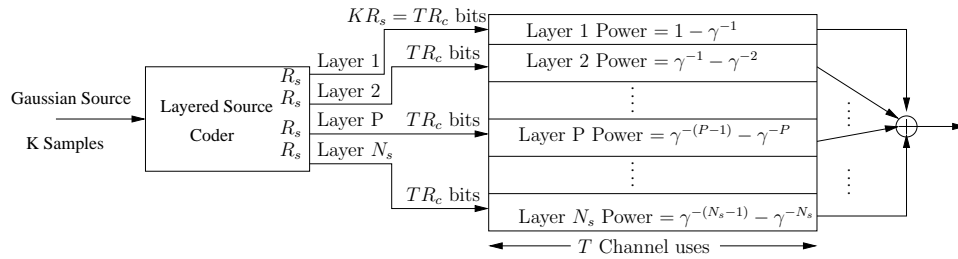 KR_s = TR_c bits
Layer 1 Power = 1 − γ^{-1}
Layer 1
TR_c bits
Layer 2 Power = γ^{-1} − γ^{-2}
R_s
Layer 2
R_s
Gaussian Source
Layered Source
Layer P
TR_c bits
Layer P Power = γ^{-(P-1)} − γ^{-P}
R_s
K Samples
Coder
R_s
Layer N_s
TR_c bits
Layer N_s Power = γ^{-(N_s-1)} − γ^{-N_s}
T Channel uses